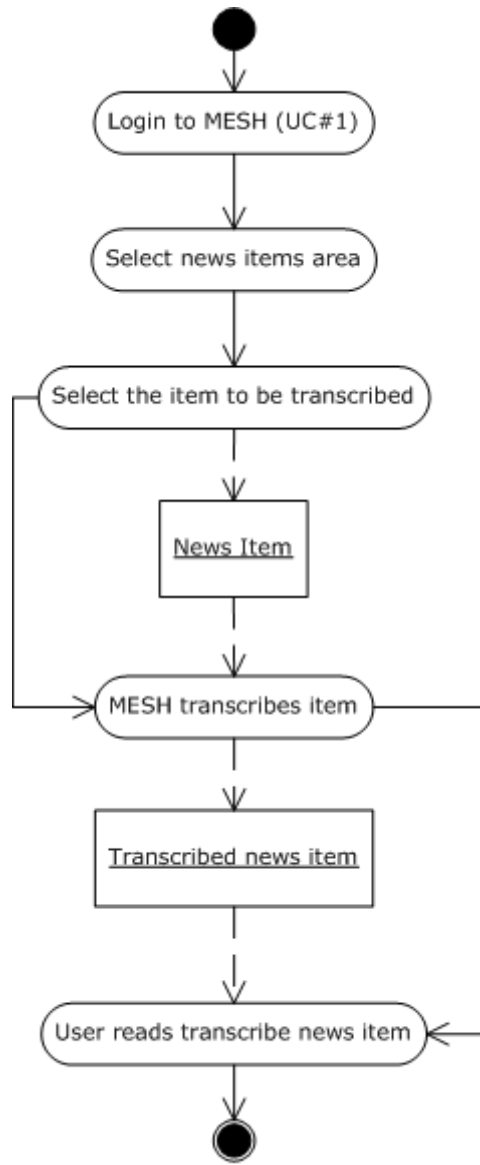 Login to MESH (UC#1)
Select news items area
Select the item to be transcribed
News Item
MESH transcribes item
Transcribed news item
User reads transcribe news item